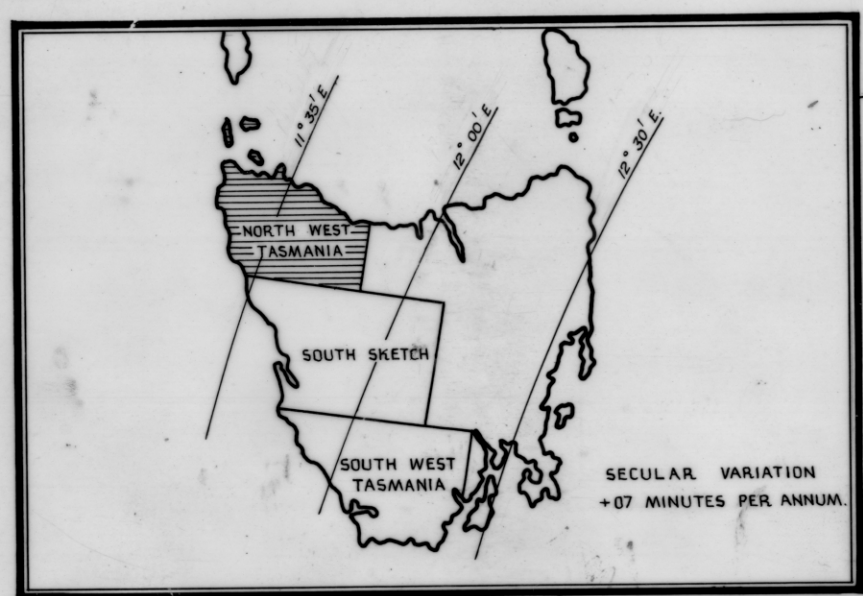 11° 35' E
12° 00' E
12° 30' E.
NORTH WEST
TASMANIA
SOUTH SKETCH
SOUTH WEST
TASMANIA
SECULAR VARIATION
+07 MINUTES PER ANNUM.